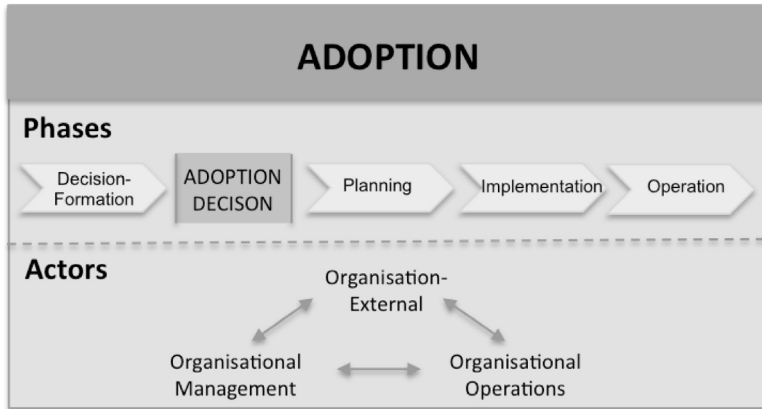 ADOPTION
Phases
Decision-
Formation
ADOPTION
DECISON
Planning
Implementation
Operation
Actors
Organisation-
External
Organisational
Management
Organisational
Operations